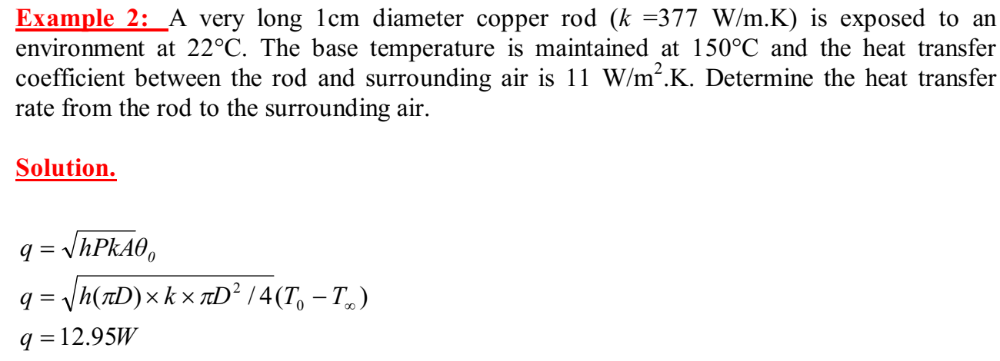 Example 2: A very long 1cm diameter copper rod (k =377 W/m.K) is exposed to an
environment at 22°C. The base temperature is maintained at 150°C and the heat transfer
coefficient between the rod and surrounding air is 11 W/m².K. Determine the heat transfer
rate from the rod to the surrounding air.
Solution.
q = √hPkAθ₀
q = √h(πD)×k×πD² / 4(T₀ – T∞)
q = 12.95W